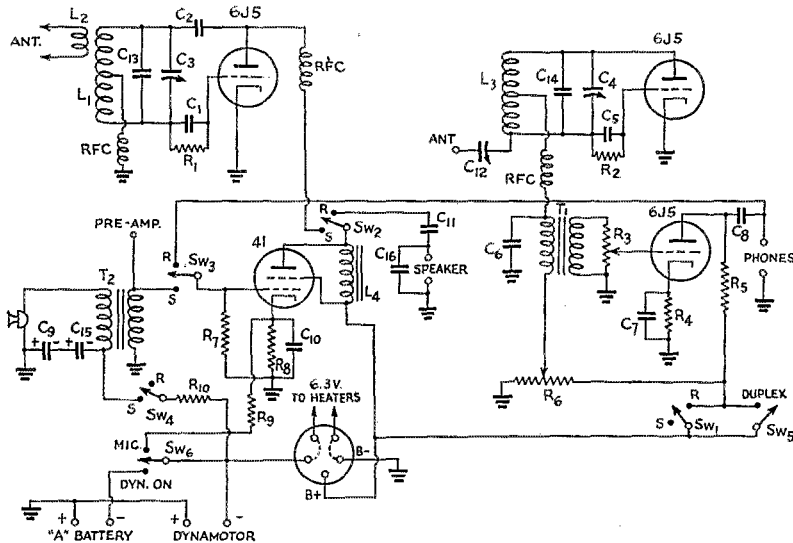 L2
C2
6J5
6J5
ANT.
C13
C3
RFC
L3
C14
C4
L1
C1
C5
ANT
RFC
R1
C12
R2
RFC
PRE-AMP.
R
Sw2
C11
T1
6J5
S
R
Sw3
41
C6
R3
C8
T2
C16
SPEAKER
PHONES
S
L4
R5
C9
C15
R7
C10
C7
R4
+ - + -
R8
R
R10
6.3V.
TO HEATERS
R6
S
Sw4
R9
R
DUPLEX
MIC.
S
Sw1
Sw5
Sw6
B-
DYN. ON
B+
+ - + -
"A" BATTERY
DYNAMOTOR